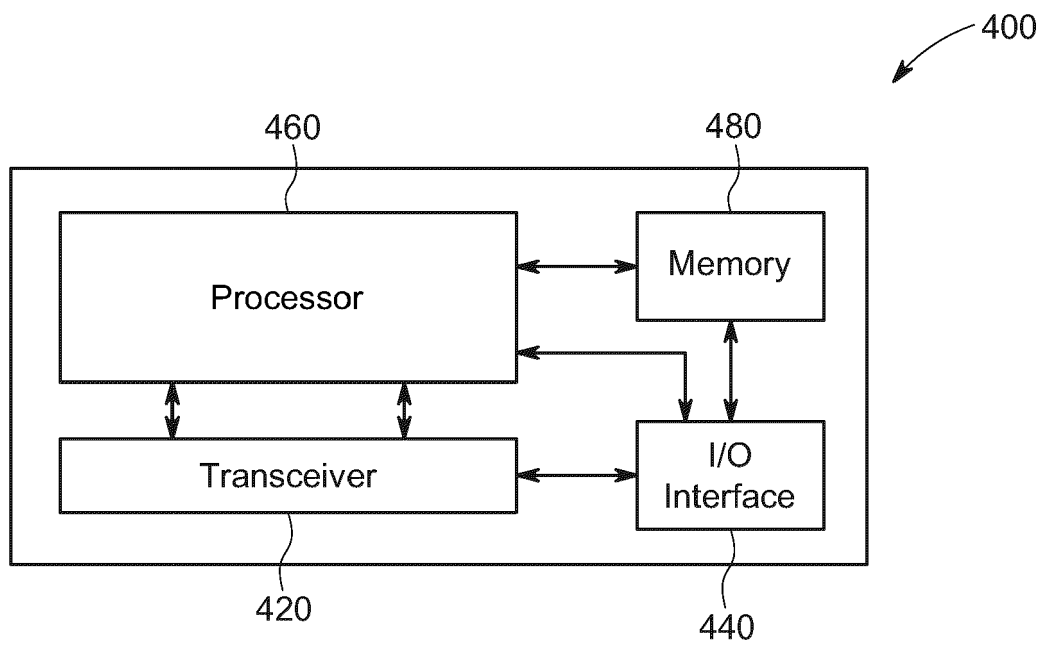 400
460
480
Processor
Memory
Transceiver
I/O
Interface
420
440